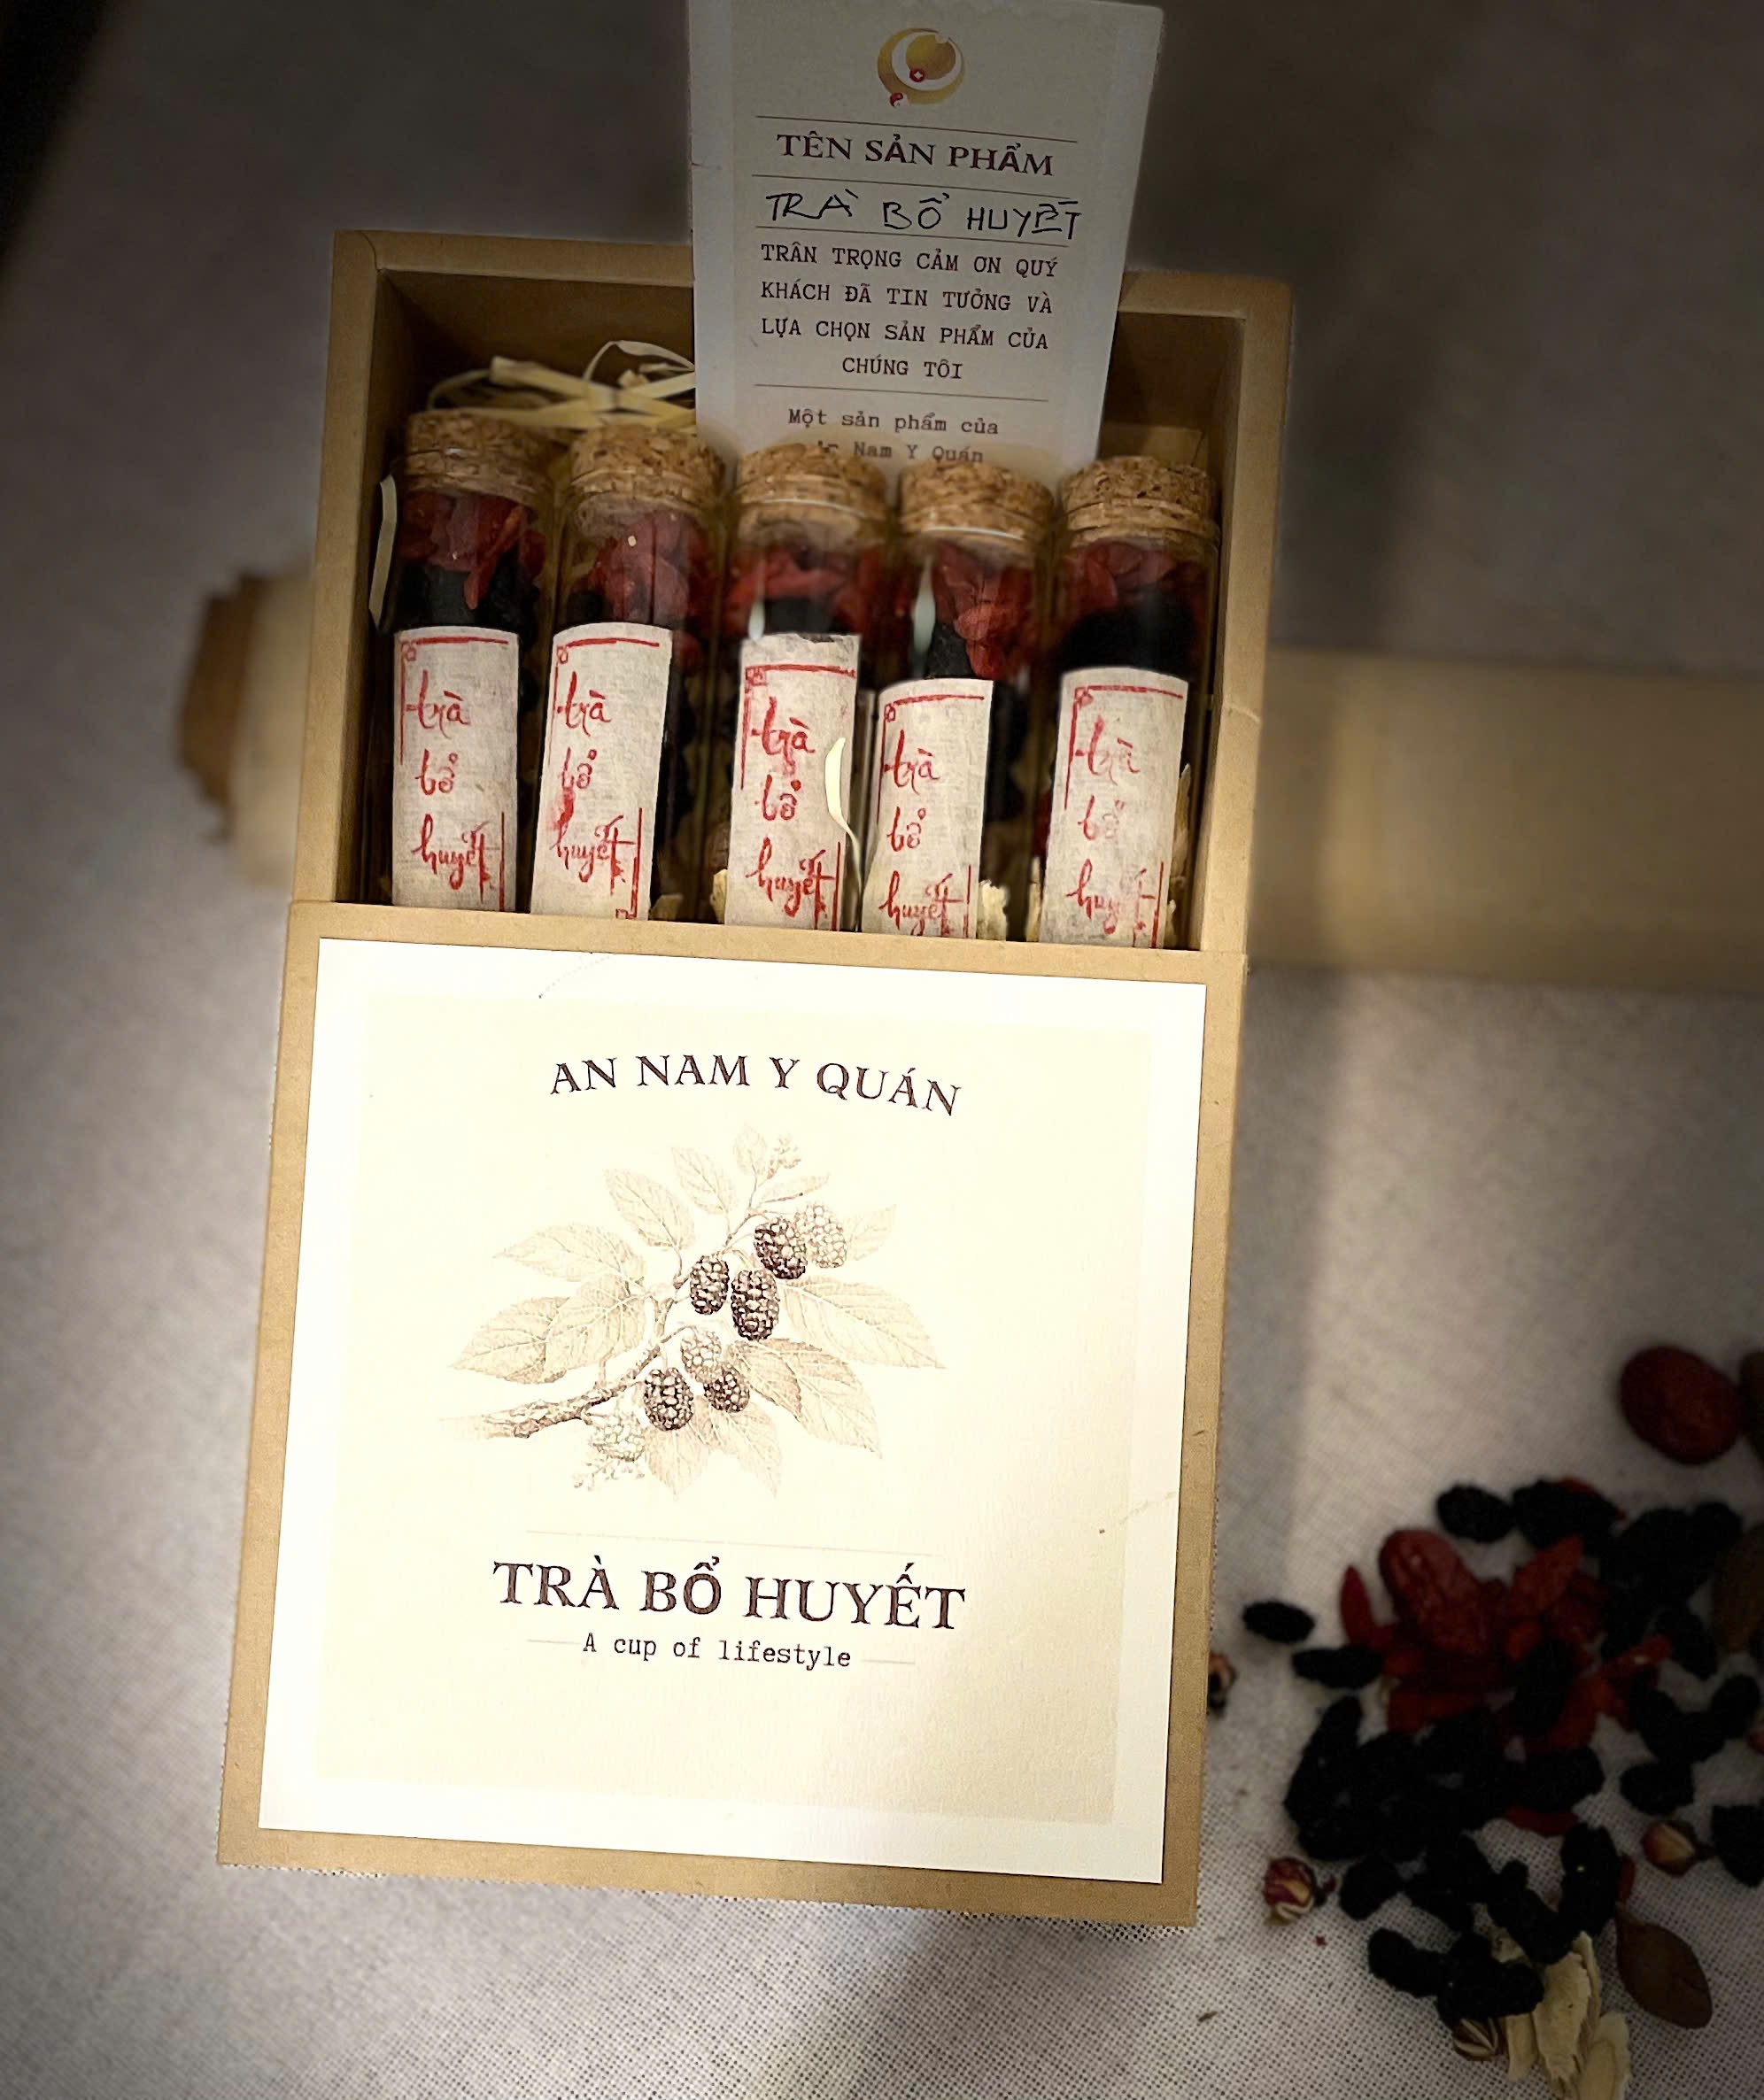 TÊN SẢN PHẨM
TRÀ BỔ HUYẾT
TRÂN TRỌNG CẢM ƠN QUÝ
KHÁCH ĐÃ TIN TƯỞNG VÀ
LỰA CHỌN SẢN PHẨM CỦA
CHÚNG TÔI
Một sản phẩm của
An Nam Y Quán
trà
bổ
huyết
trà
bổ
huyết
trà
bổ
huyết
trà
bổ
huyết
trà
bổ
huyết
AN NAM Y QUÁN
TRÀ BỔ HUYẾT
A cup of lifestyle